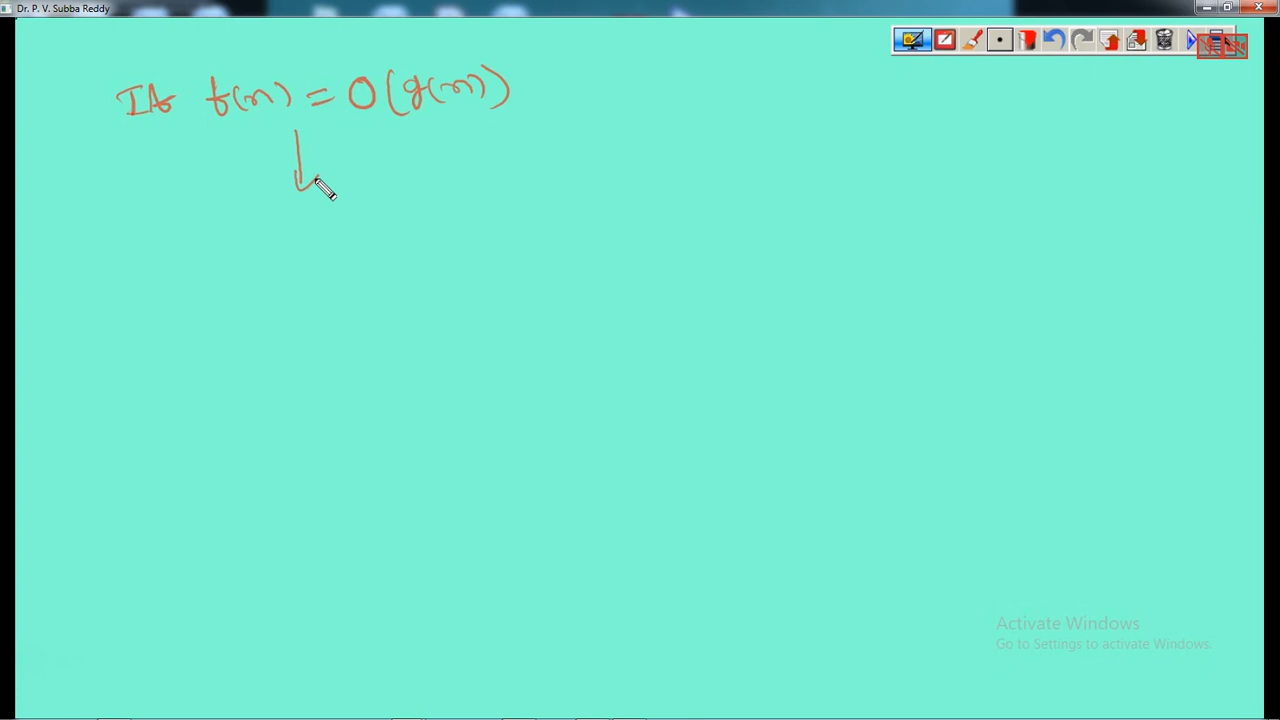 Dr. P. V. Subba Reddy
If f(n) = O(g(n))
Activate Windows
Go to Settings to activate Windows.